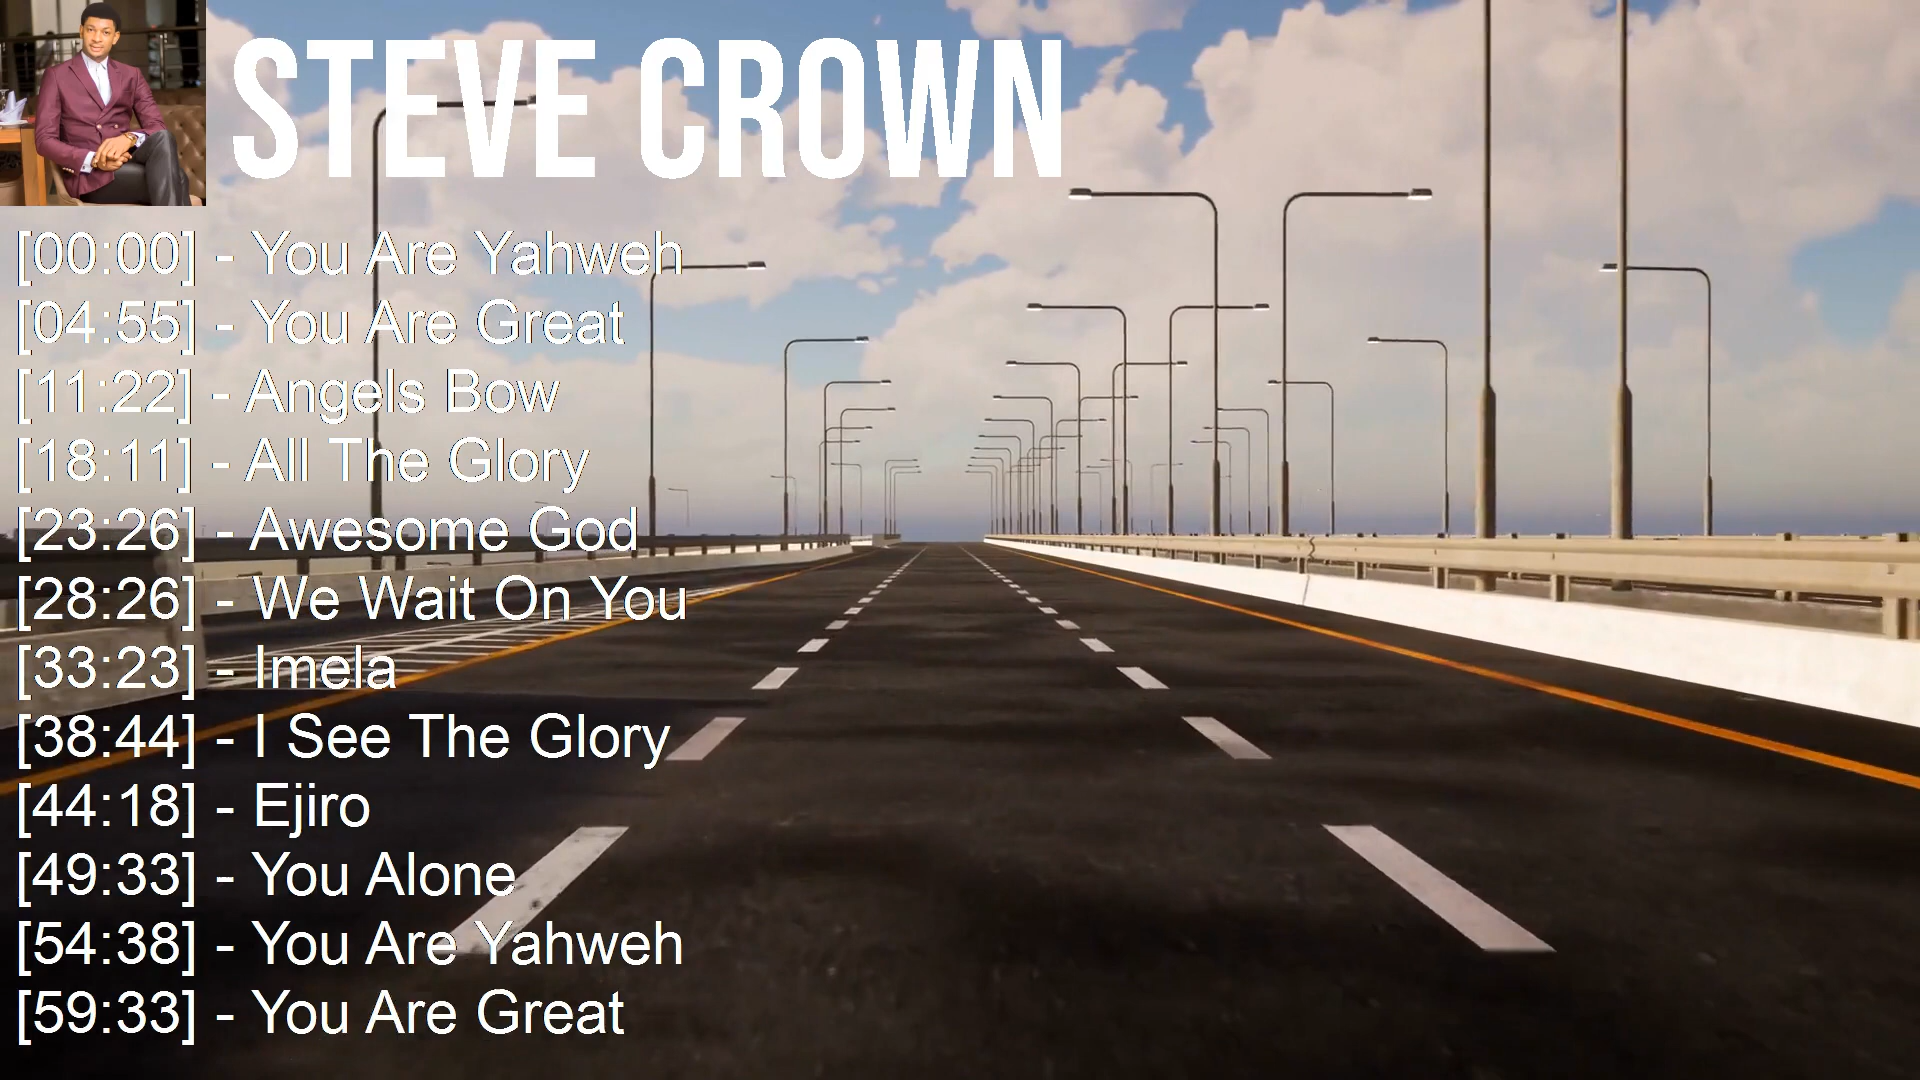 STEVE CROWN
[00:00] - You Are Yahweh
[04:55] - You Are Great
[11:22] - Angels Bow
[18:11] - All The Glory
[23:26] - Awesome God
[28:26] - We Wait On You
[33:23] - Imela
[38:44] - I See The Glory
[44:18] - Ejiro
[49:33] - You Alone
[54:38] - You Are Yahweh
[59:33] - You Are Great